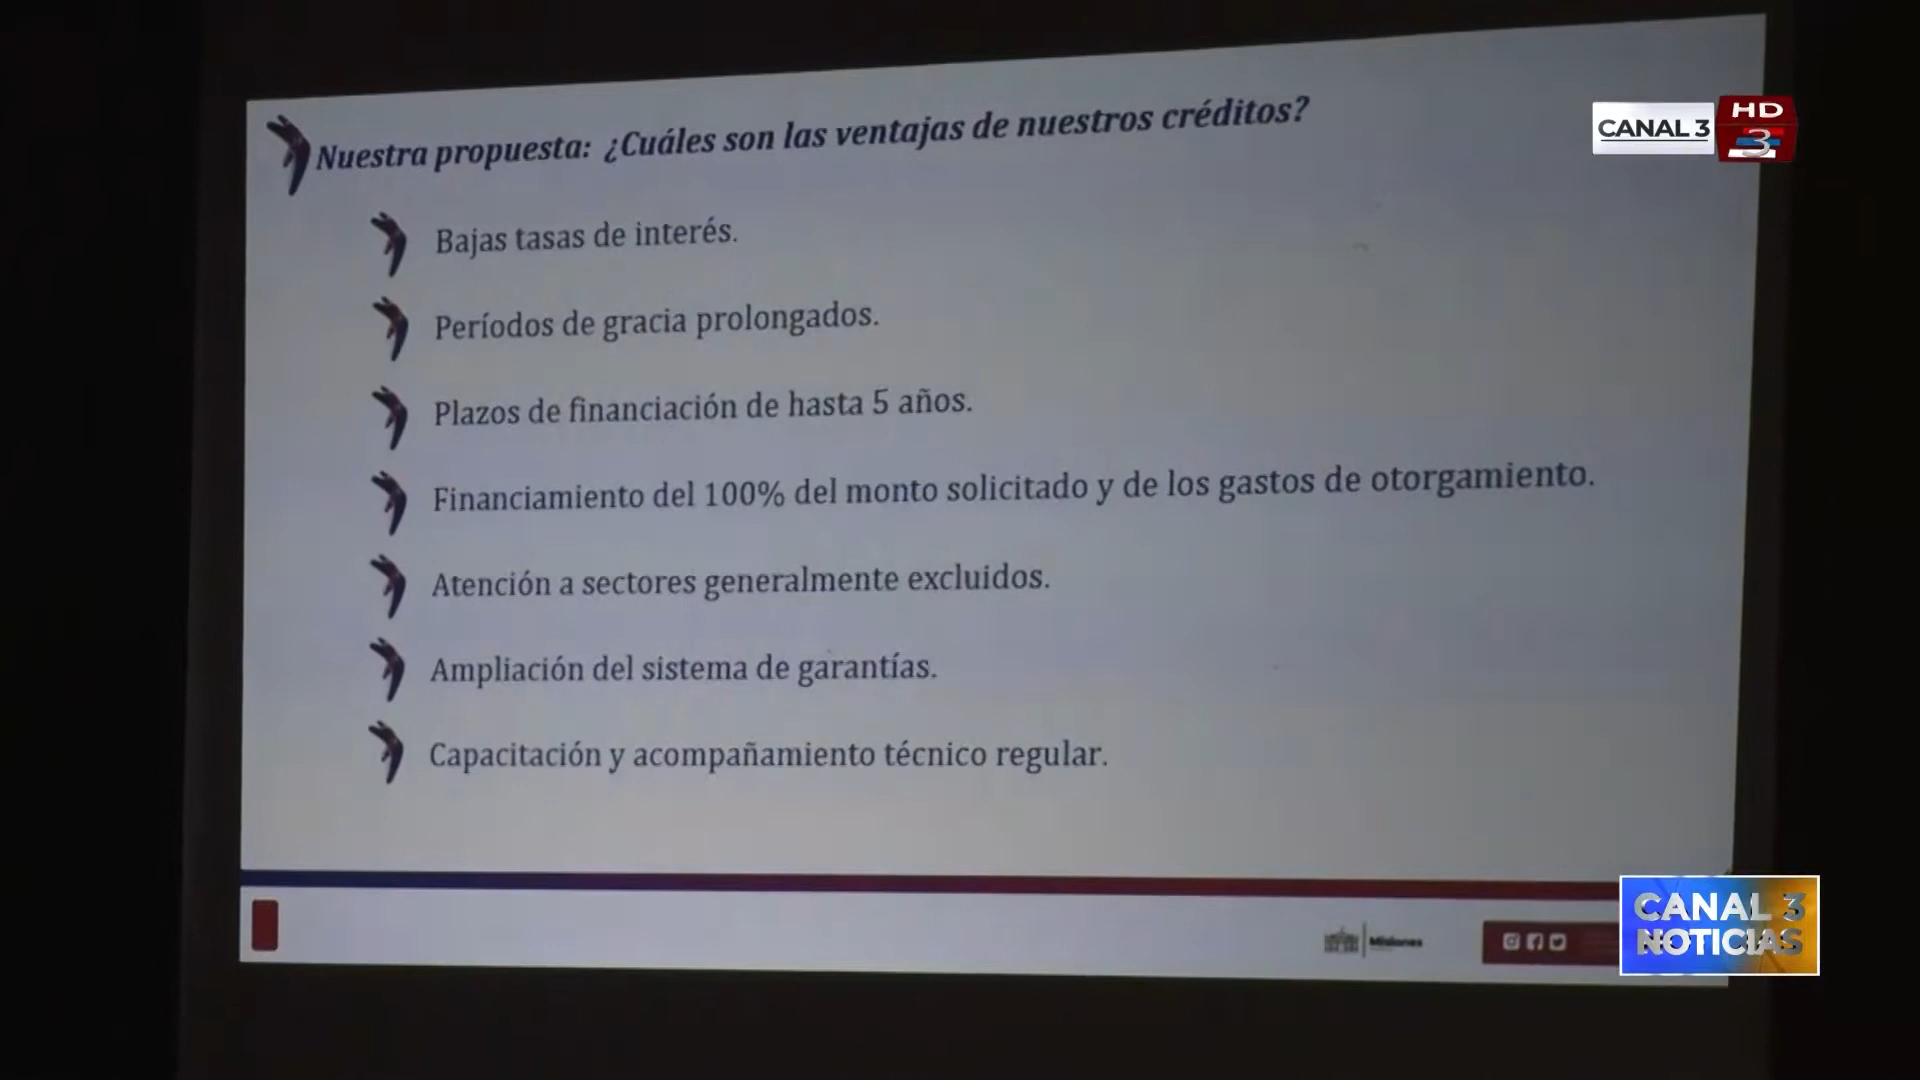 Nuestra propuesta: ¿Cuáles son las ventajas de nuestros créditos?
CANAL 3
HD
3
Bajas tasas de interés.
Períodos de gracia prolongados.
Plazos de financiación de hasta 5 años.
Financiamiento del 100% del monto solicitado y de los gastos de otorgamiento.
Atención a sectores generalmente excluidos.
Ampliación del sistema de garantías.
Capacitación y acompañamiento técnico regular.
Misiones
CANAL 3
NOTICIAS